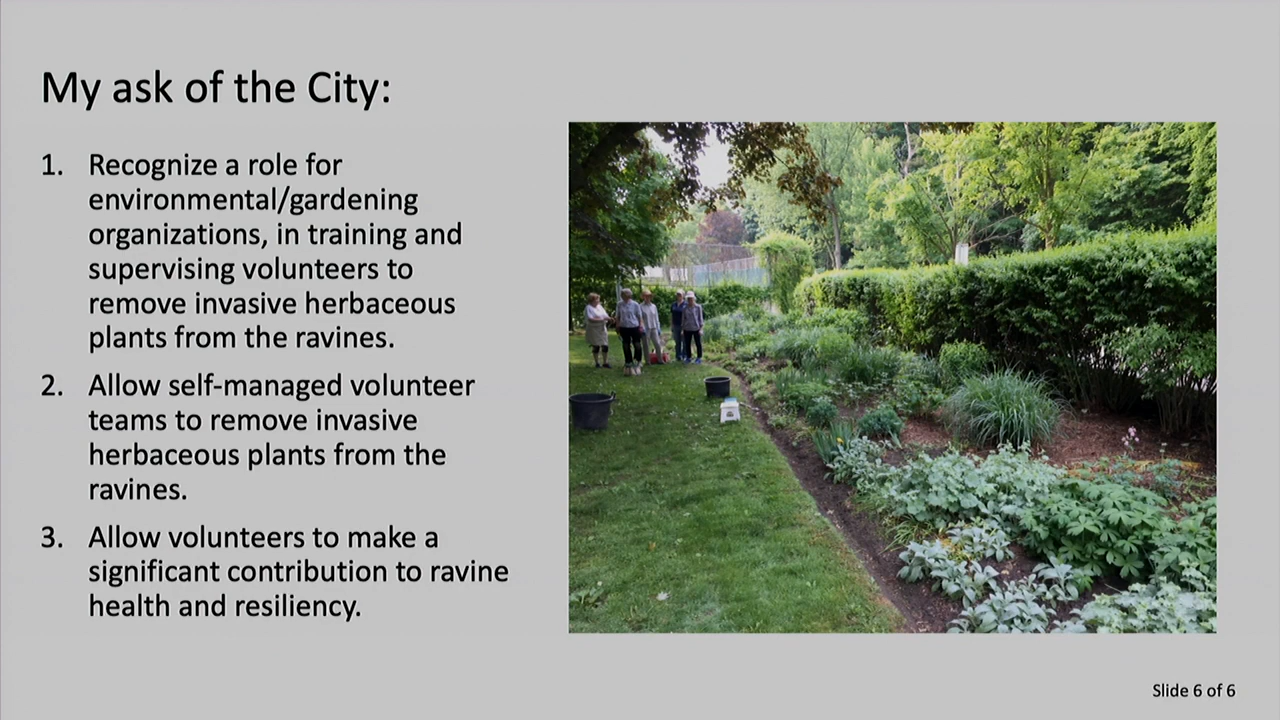 My ask of the City:
1. Recognize a role for
environmental/gardening
organizations, in training and
supervising volunteers to
remove invasive herbaceous
plants from the ravines.
2. Allow self-managed volunteer
teams to remove invasive
herbaceous plants from the
ravines.
3. Allow volunteers to make a
significant contribution to ravine
health and resiliency.
Slide 6 of 6